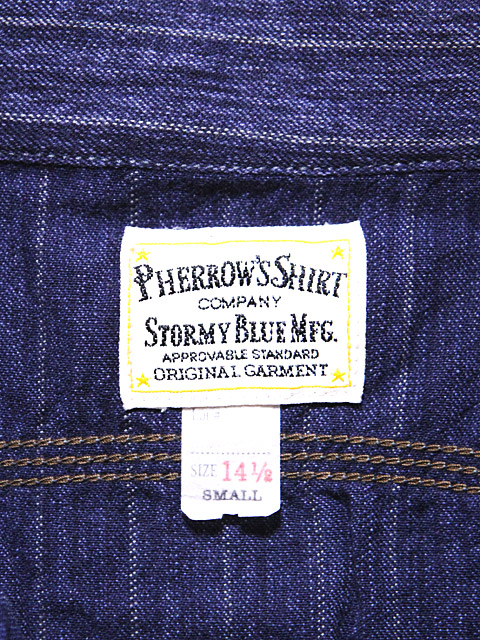 PHERROW'S SHIRT
COMPANY
STORMY BLUE MFG.
APPROVABLE STANDARD
ORIGINAL GARMENT
SIZE 14½
SMALL